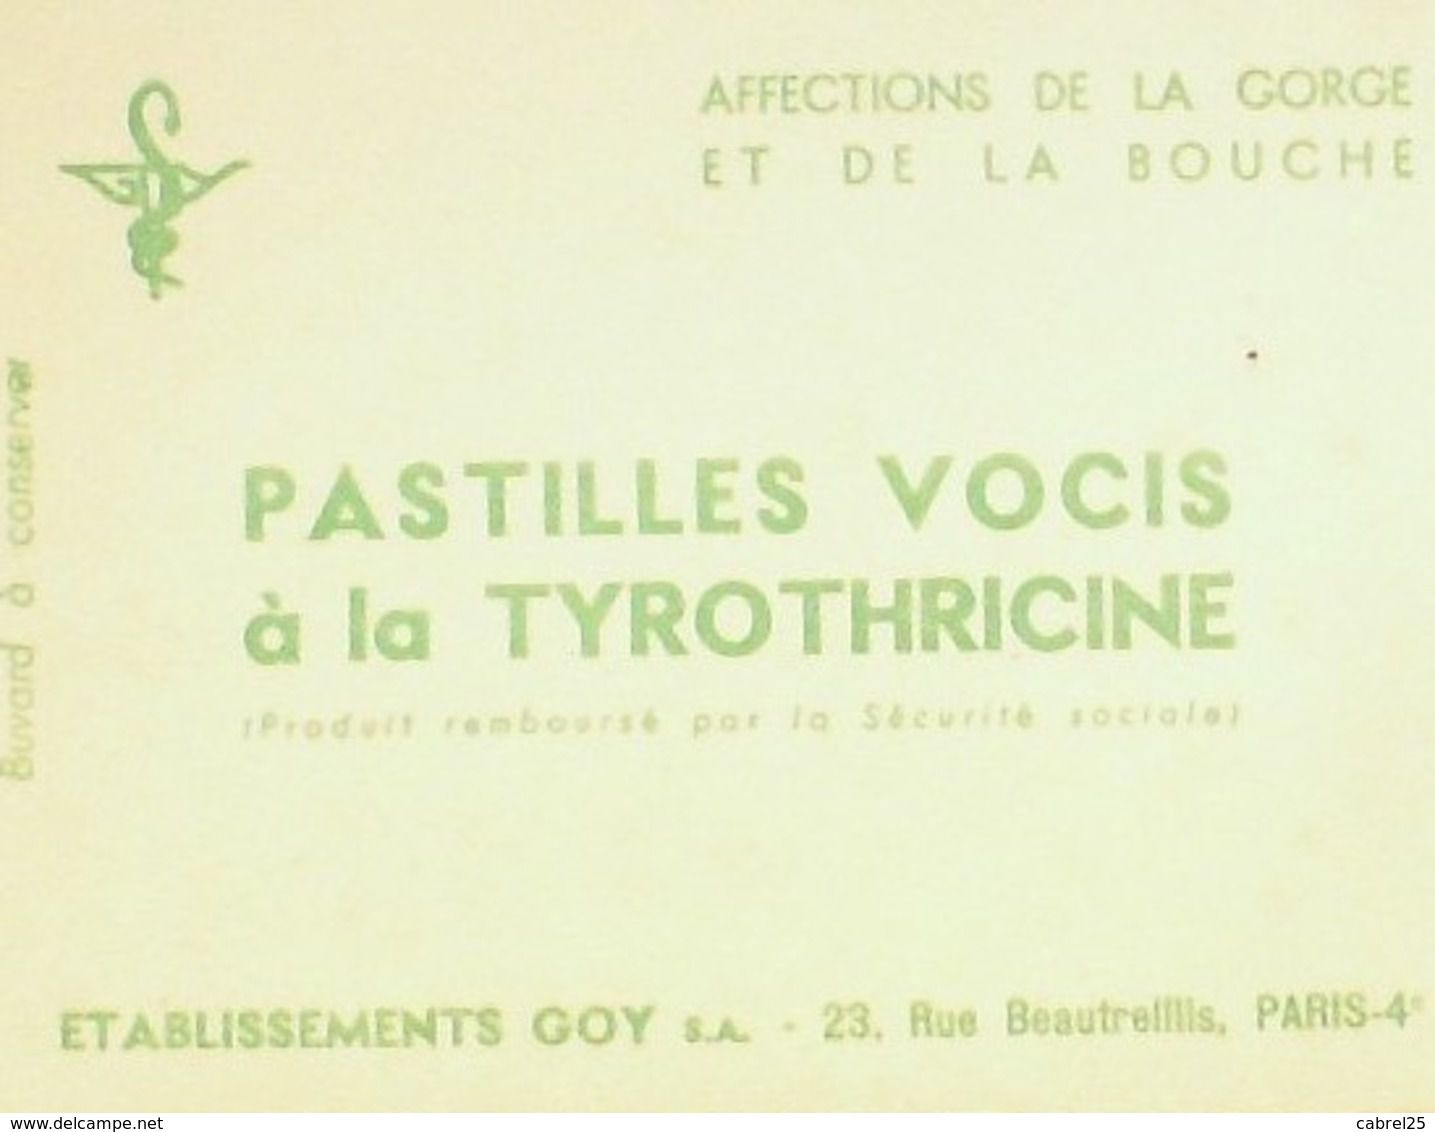 AFFECTIONS DE LA GORGE
ET DE LA BOUCHE
Buvard à conserver
PASTILLES VOCIS
à la TYROTHRICINE
(Produit remboursé par la Sécurité sociale)
ETABLISSEMENTS GOY S.A. - 23, Rue Beautreillis, PARIS-4e
www.delcampe.net
cabrel25